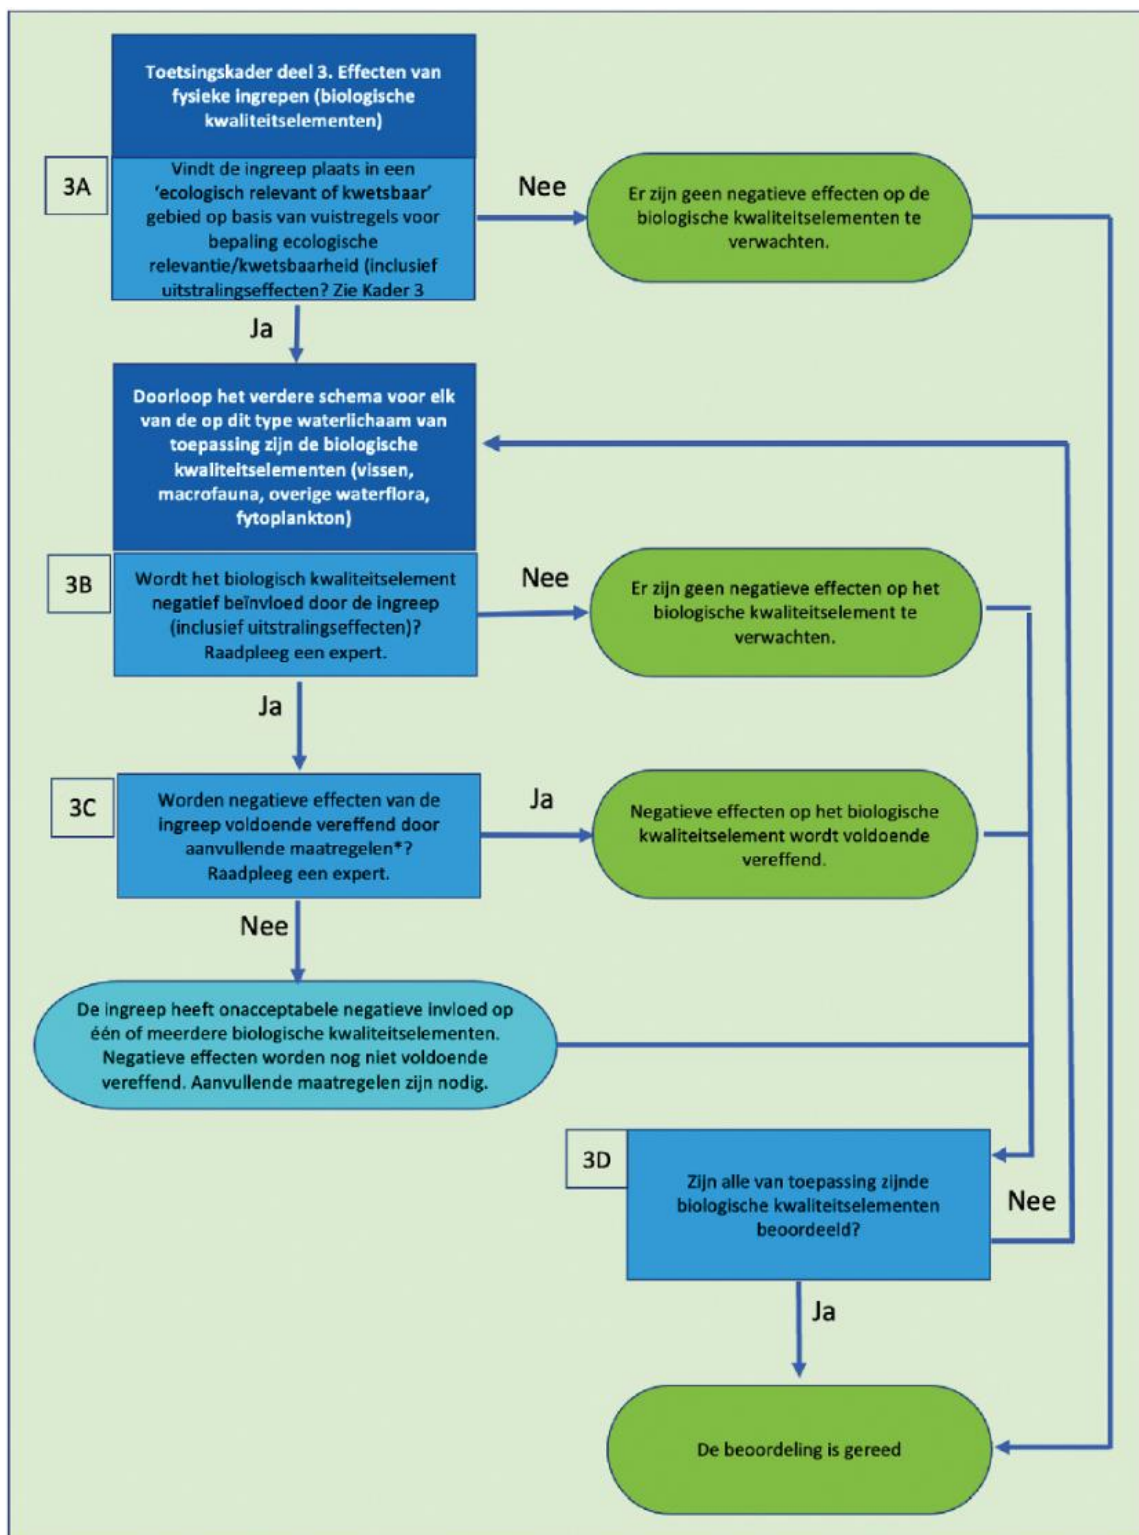 Toetsingskader deel 3. Effecten van
fysieke ingrepen (biologische
kwaliteitselementen)
3A
Vindt de ingreep plaats in een
‘ecologisch relevant of kwetsbaar’
gebied op basis van vuistregels voor
bepaling ecologische
relevantie/kwetsbaarheid (inclusief
uitstralingseffecten? Zie Kader 3
Nee
Er zijn geen negatieve effecten op de
biologische kwaliteitselementen te
verwachten.
Ja
Doorloop het verdere schema voor elk
van de op dit type waterlichaam van
toepassing zijn de biologische
kwaliteitselementen (vissen,
macrofauna, overige waterflora,
fytoplankton)
3B
Wordt het biologisch kwaliteitselement
negatief beïnvloed door de ingreep
(inclusief uitstralingseffecten)?
Raadpleeg een expert.
Nee
Er zijn geen negatieve effecten op het
biologische kwaliteitselement te
verwachten.
Ja
3C
Worden negatieve effecten van de
ingreep voldoende vereffend door
aanvullende maatregelen*?
Raadpleeg een expert.
Ja
Negatieve effecten op het biologische
kwaliteitselement wordt voldoende
vereffend.
Nee
De ingreep heeft onacceptabele negatieve invloed op
één of meerdere biologische kwaliteitselementen.
Negatieve effecten worden nog niet voldoende
vereffend. Aanvullende maatregelen zijn nodig.
3D
Zijn alle van toepassing zijnde
biologische kwaliteitselementen
beoordeeld?
Nee
Ja
De beoordeling is gereed